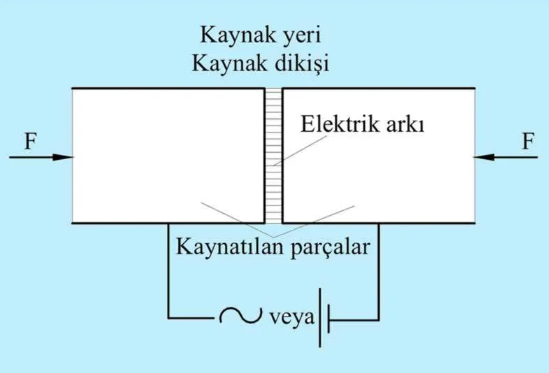 Kaynak yeri
Kaynak dikişi
Elektrik arkı
F
F
Kaynatılan parçalar
veya